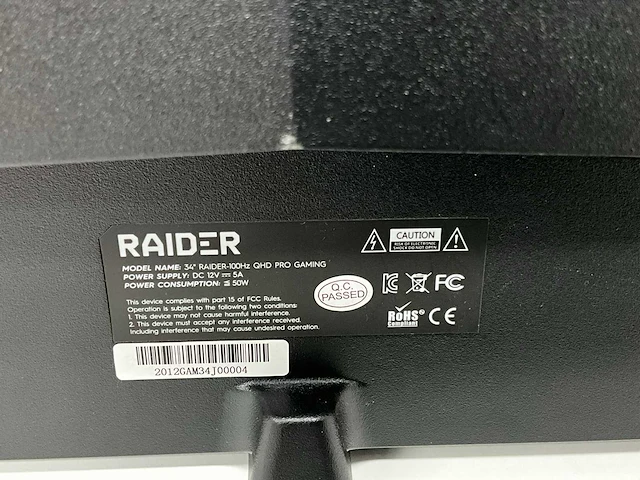 RAIDER
MODEL NAME: 34" RAIDER-100Hz QHD PRO GAMING
POWER SUPPLY: DC 12V ⎓ 5A
POWER CONSUMPTION: ≦ 50W
This device complies with part 15 of FCC Rules.
Operation is subject to the following two conditions:
1. This device may not cause harmful interference.
2. This device must accept any interference received.
Including interference that may cause undesired operation.
CAUTION
RISK OF ELECTRONIC
SHOCK DO NOT OPEN
Q.C.
PASSED
FC
RoHS
Compliant
CE
2012GAM34J00004